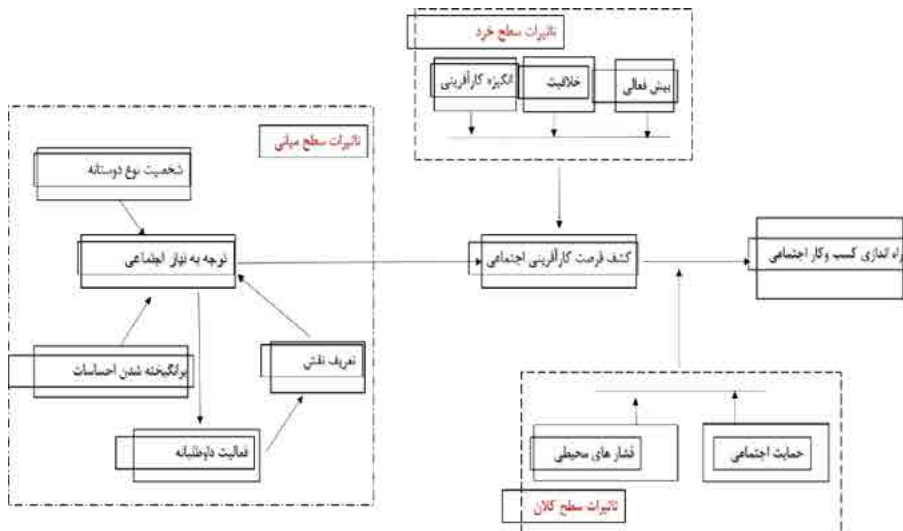 تاثیرات سطح خرد
بیش فعالی
خلاقیت
انگیزه کارآفرینی
تاثیرات سطح میانی
شخصیت نوع دوستانه
توجه به نیاز اجتماعی
کشف فرصت کارآفرینی اجتماعی
راه اندازی کسب وکار اجتماعی
تعریف نقش
برانگیخته شدن احساسات
فعالیت داوطلبانه
حمایت اجتماعی
فشار های محیطی
تاثیرات سطح کلان